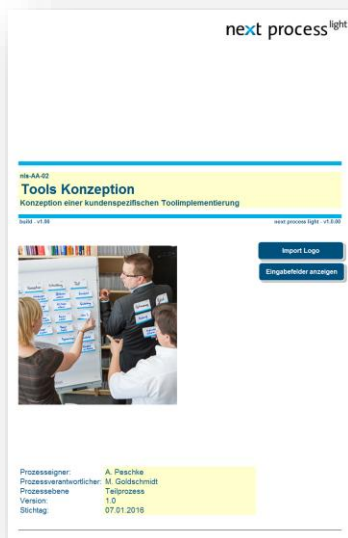 next process light
nls-AA-02
Tools Konzeption
Konzeption einer kundenspezifischen Toolimplementierung
build - v1.36
next process light - v1.0.00
Import Logo
Eingabefelder anzeigen
Prozesseigner: A. Peschke
Prozessverantwortlicher: M. Goldschmidt
Prozessebene Teilprozess
Version: 1.0
Stichtag: 07.01.2016